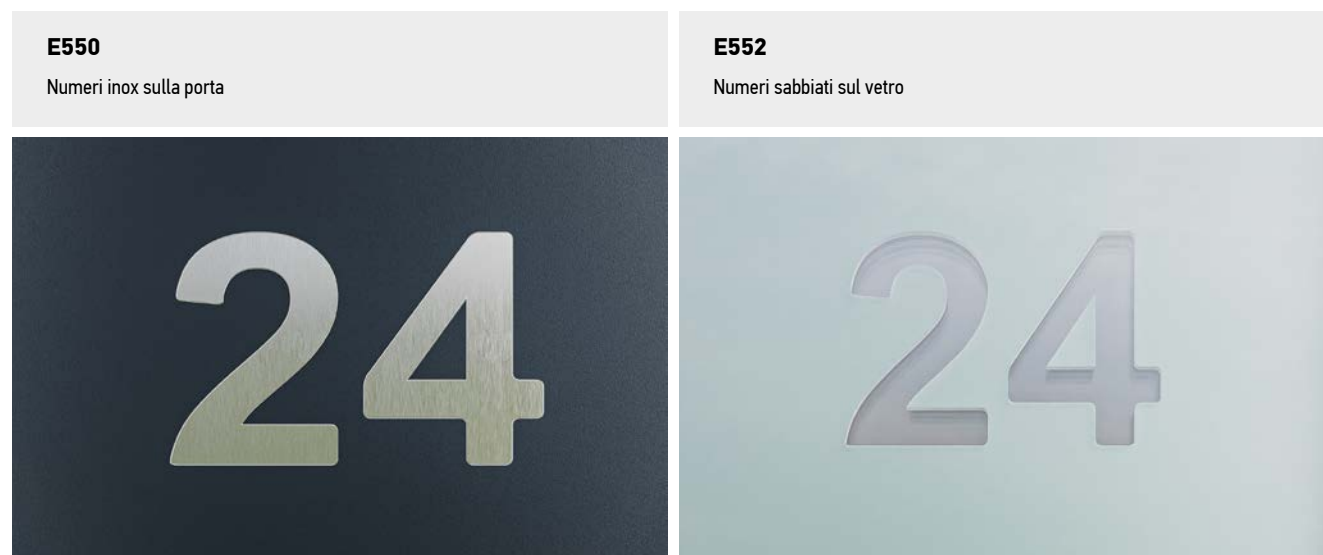 E550
Numeri inox sulla porta
24
E552
Numeri sabbiati sul vetro
24